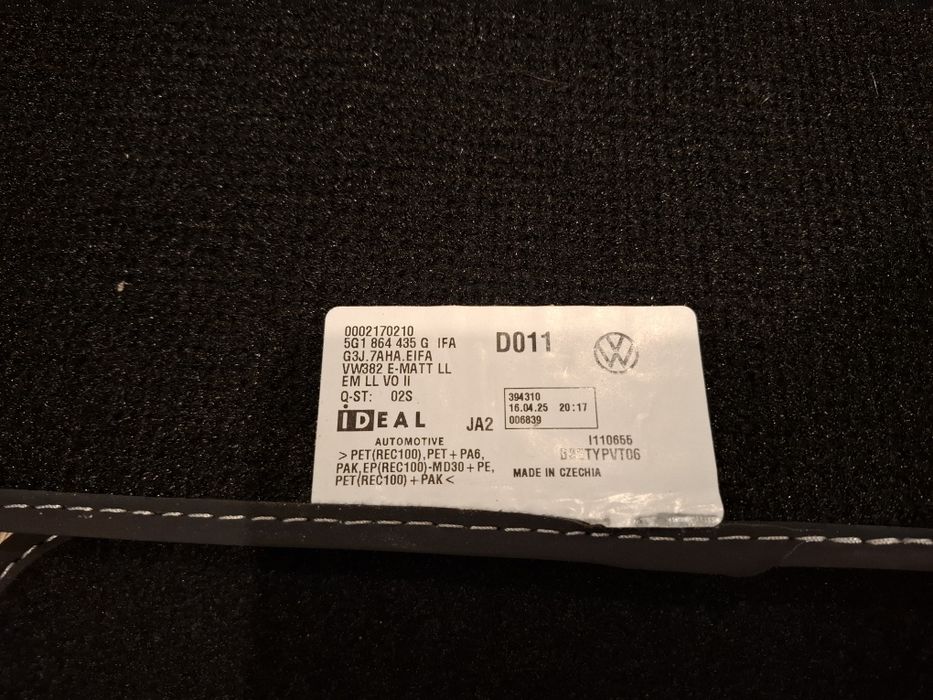 0002170210
5G1 864 435 G IFA
G3J.7AHA.EIFA
VW382 E-MATT LL
EM LL VO II
Q-ST: 02S
iDEAL
AUTOMOTIVE
JA2
D011
394310
16.04.25 20:17
006839
I110655
MADE IN CZECHIA
> PET(REC100),PET+PA6,
PAK,EP(REC100)-MD30+PE,
PET(REC100)+PAK<